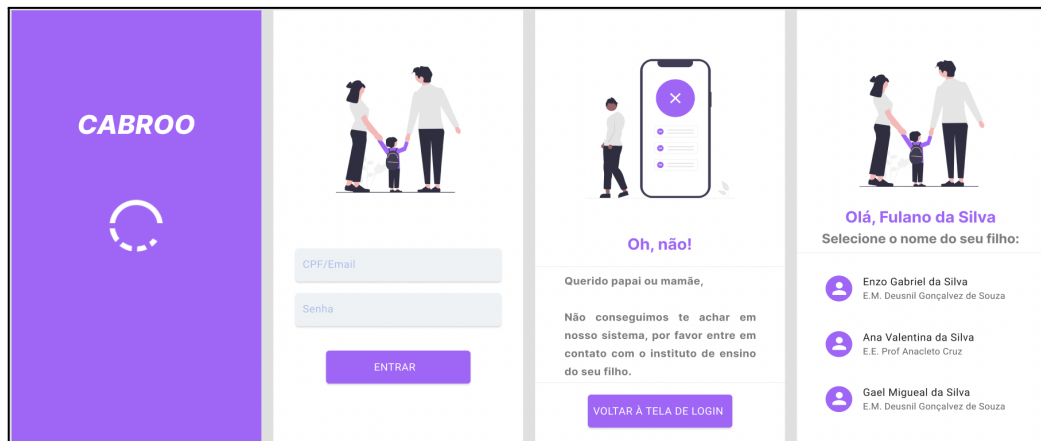 CABROO
CPF/Email
Senha
ENTRAR
Oh, não!
Querido papai ou mamãe,
Não conseguimos te achar em
nosso sistema, por favor entre em
contato com o instituto de ensino
do seu filho.
VOLTAR À TELA DE LOGIN
Olá, Fulano da Silva
Selecione o nome do seu filho:
Enzo Gabriel da Silva
E.M. Deusnil Gonçalvez de Souza
Ana Valentina da Silva
E.E. Prof Anacleto Cruz
Gael Migueal da Silva
E.M. Deusnil Gonçalvez de Souza